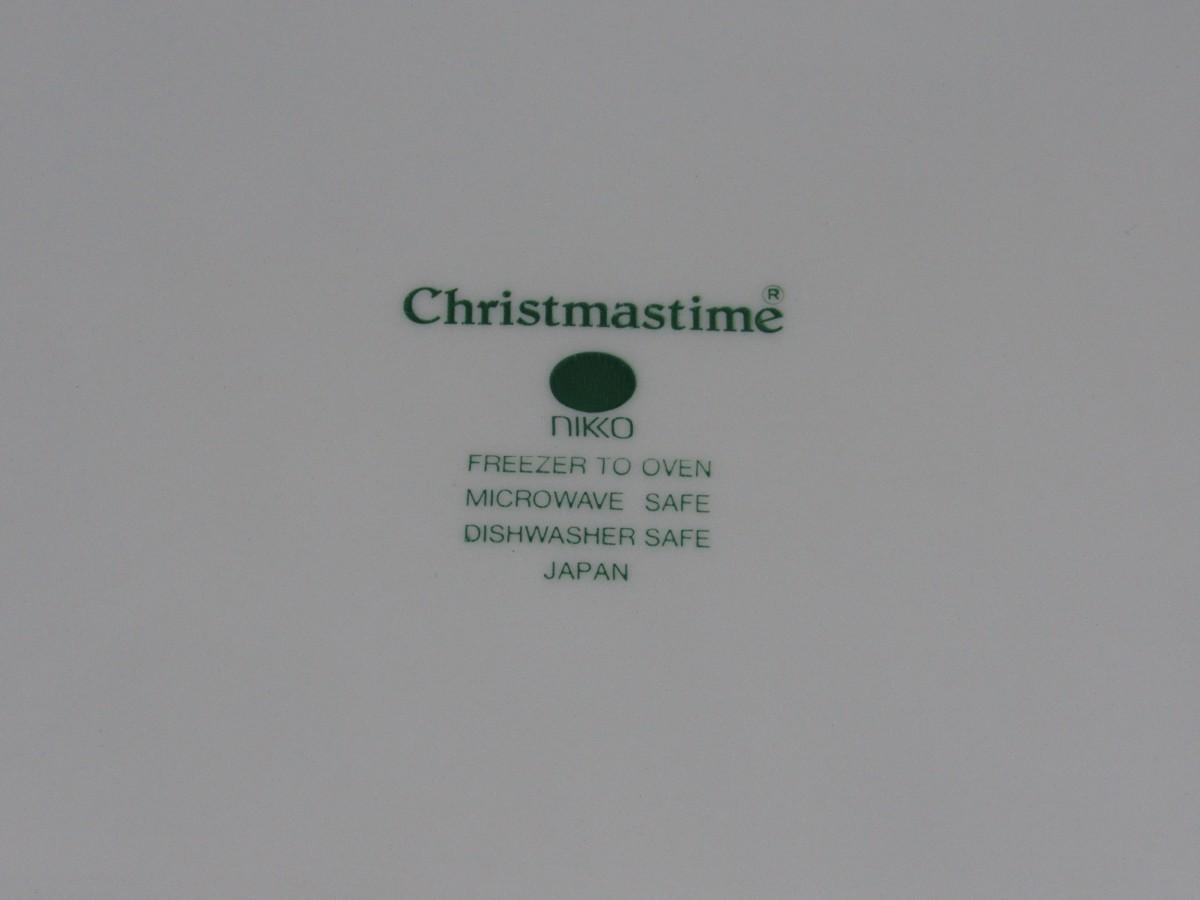 Christmastime®
NIKKO
FREEZER TO OVEN
MICROWAVE SAFE
DISHWASHER SAFE
JAPAN